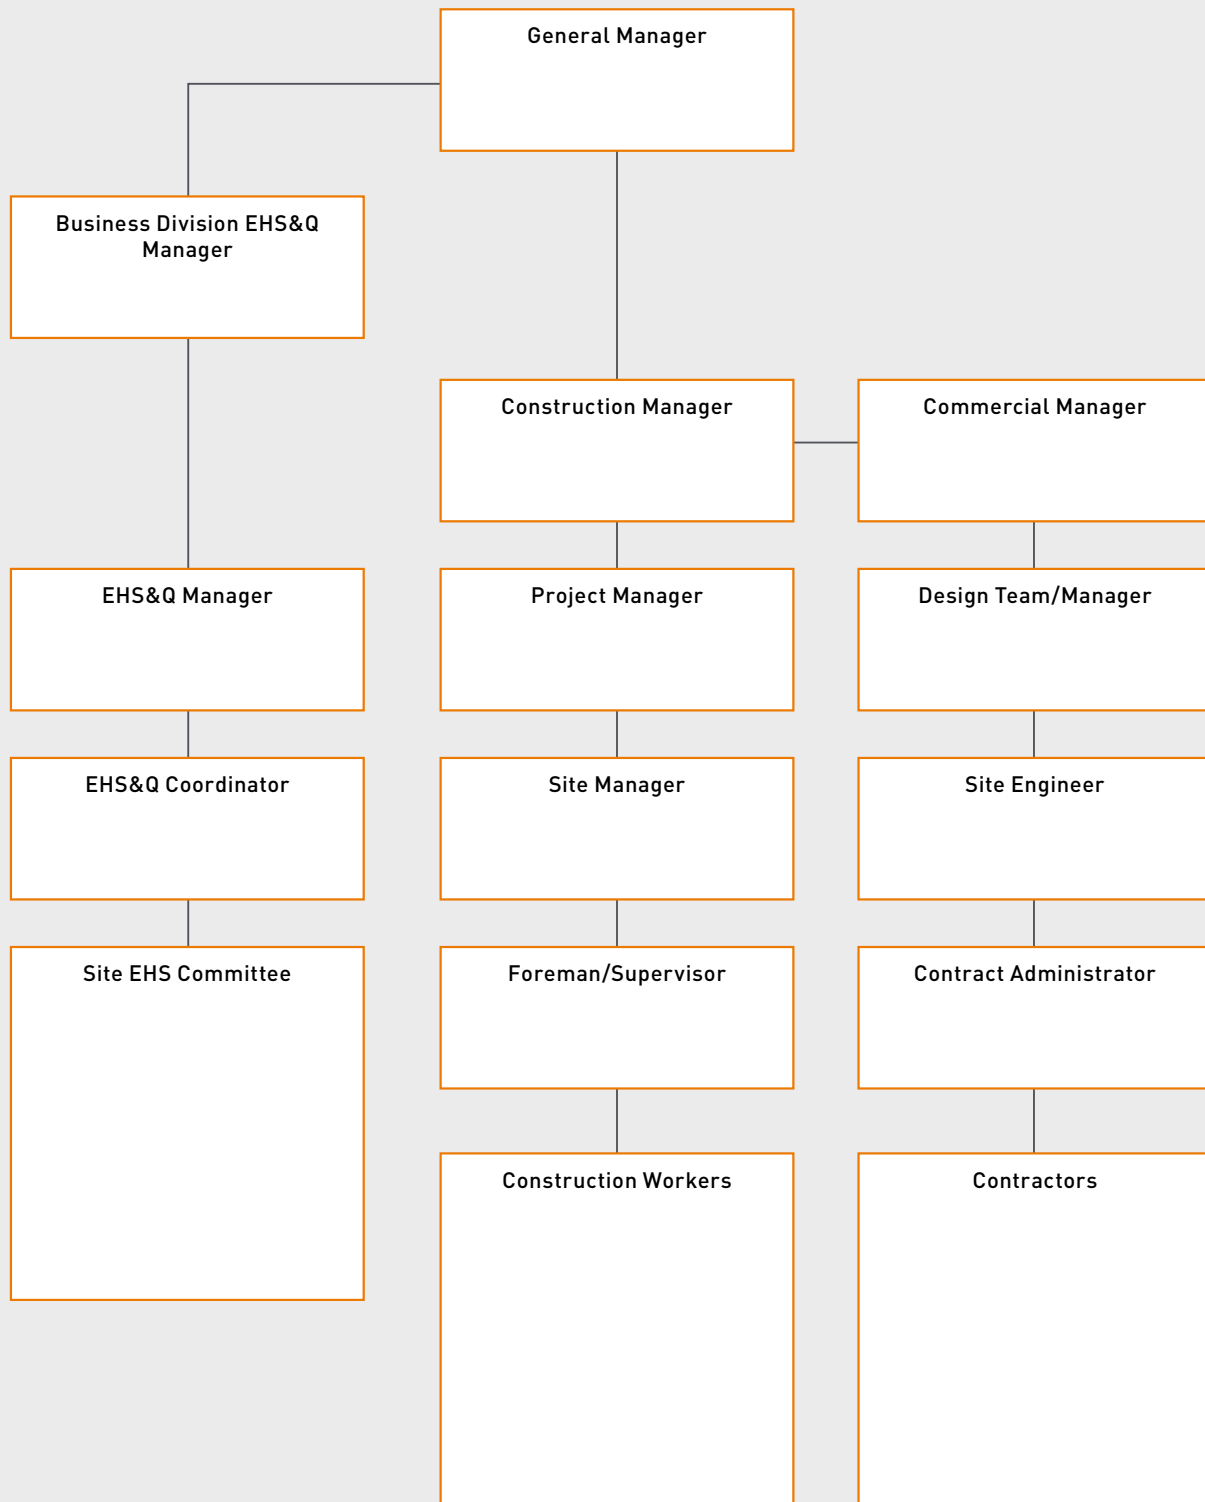 General Manager
Business Division EHS&Q
Manager
Construction Manager
Commercial Manager
EHS&Q Manager
Project Manager
Design Team/Manager
EHS&Q Coordinator
Site Manager
Site Engineer
Site EHS Committee
Foreman/Supervisor
Contract Administrator
Construction Workers
Contractors